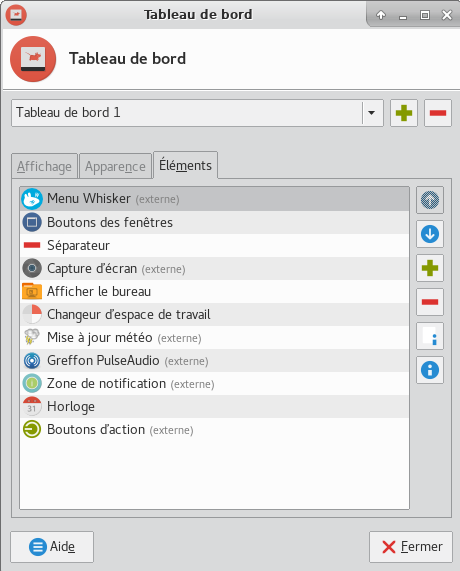 Tableau de bord
Tableau de bord
Tableau de bord 1
Affichage Apparence Éléments
Menu Whisker (externe)
Boutons des fenêtres
Séparateur
Capture d'écran (externe)
Afficher le bureau
Changeur d'espace de travail
Mise à jour météo (externe)
Greffon PulseAudio (externe)
Zone de notification (externe)
31 Horloge
Boutons d'action (externe)
Aide Fermer